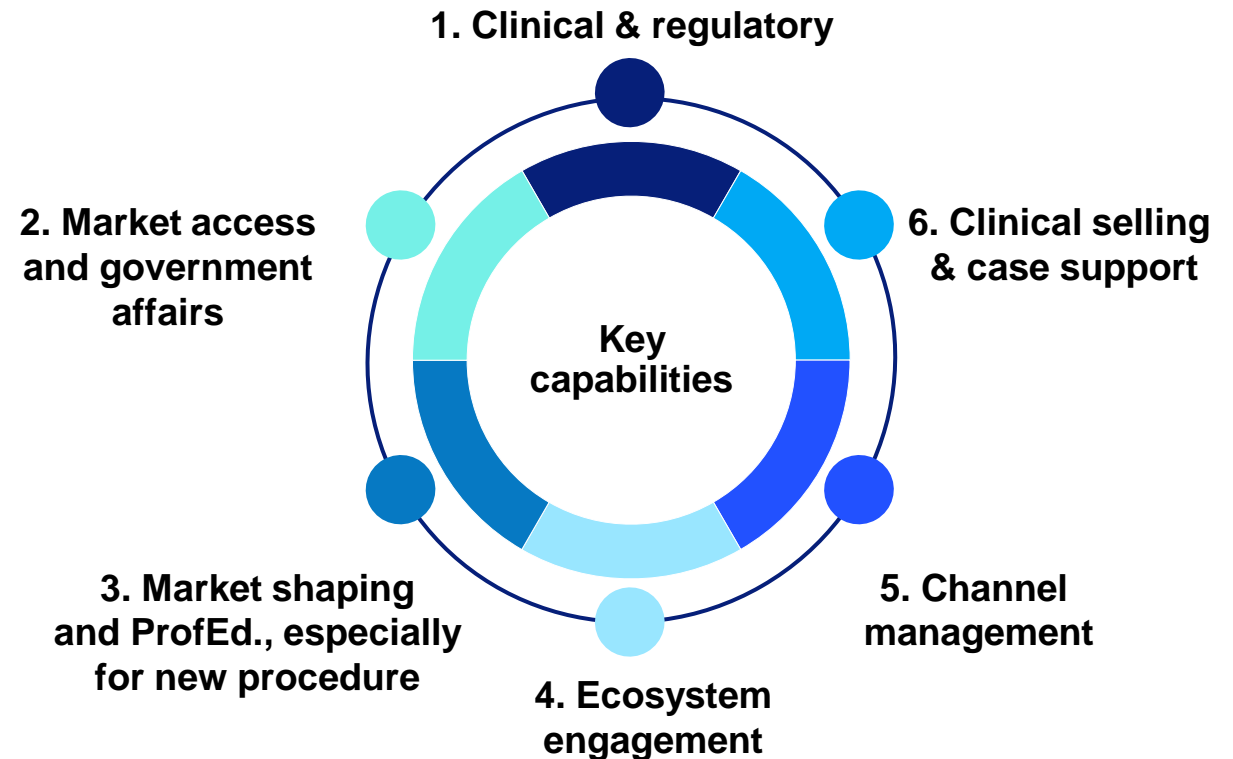 1. Clinical & regulatory
2. Market access
and government
affairs
6. Clinical selling
& case support
Key
capabilities
3. Market shaping
and ProfEd., especially
for new procedure
5. Channel
management
4. Ecosystem
engagement